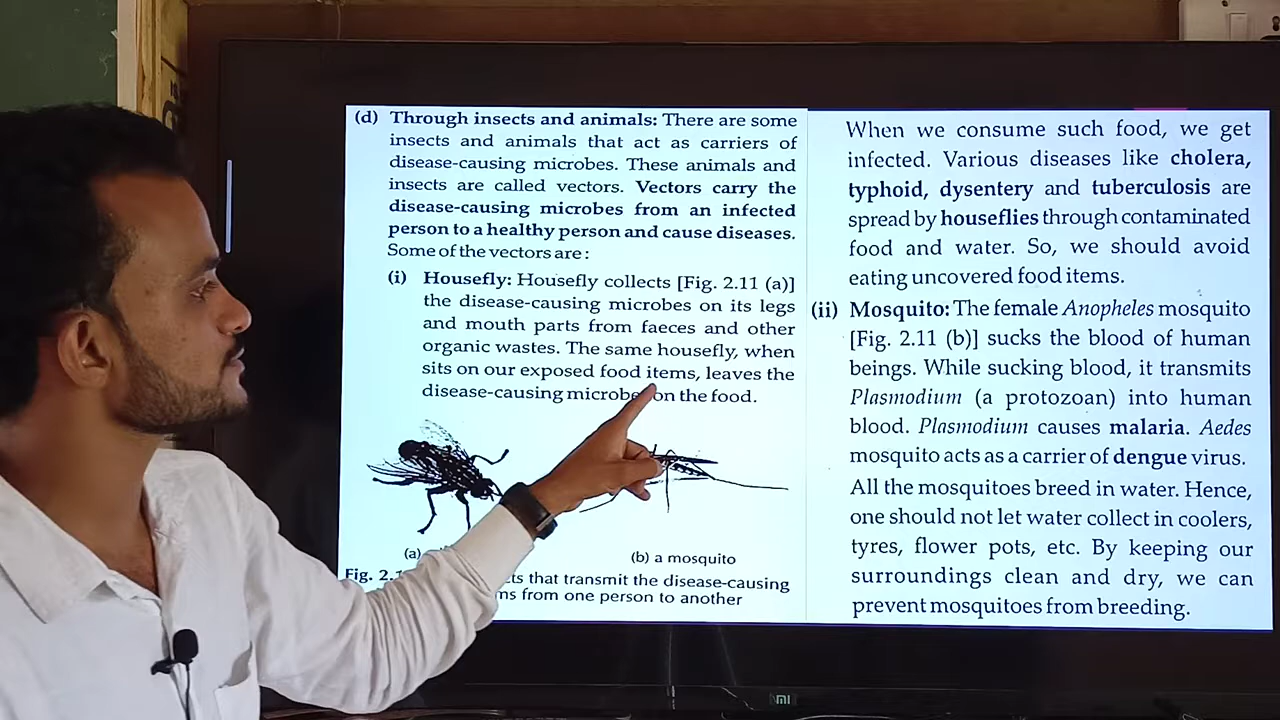 (d) Through insects and animals: There are some
insects and animals that act as carriers of
disease-causing microbes. These animals and
insects are called vectors. Vectors carry the
disease-causing microbes from an infected
person to a healthy person and cause diseases.
Some of the vectors are :
(i) Housefly: Housefly collects [Fig. 2.11 (a)]
the disease-causing microbes on its legs
and mouth parts from faeces and other
organic wastes. The same housefly, when
sits on our exposed food items, leaves the
disease-causing on the food.
(a)
(b) a mosquito
Fig. that transmit the disease-causing
from one person to another
When we consume such food, we get
infected. Various diseases like cholera,
typhoid, dysentery and tuberculosis are
spread by houseflies through contaminated
food and water. So, we should avoid
eating uncovered food items.
(ii) Mosquito: The female Anopheles mosquito
[Fig. 2.11 (b)] sucks the blood of human
beings. While sucking blood, it transmits
Plasmodium (a protozoan) into human
blood. Plasmodium causes malaria. Aedes
mosquito acts as a carrier of dengue virus.
All the mosquitoes breed in water. Hence,
one should not let water collect in coolers,
tyres, flower pots, etc. By keeping our
surroundings clean and dry, we can
prevent mosquitoes from breeding.
mi